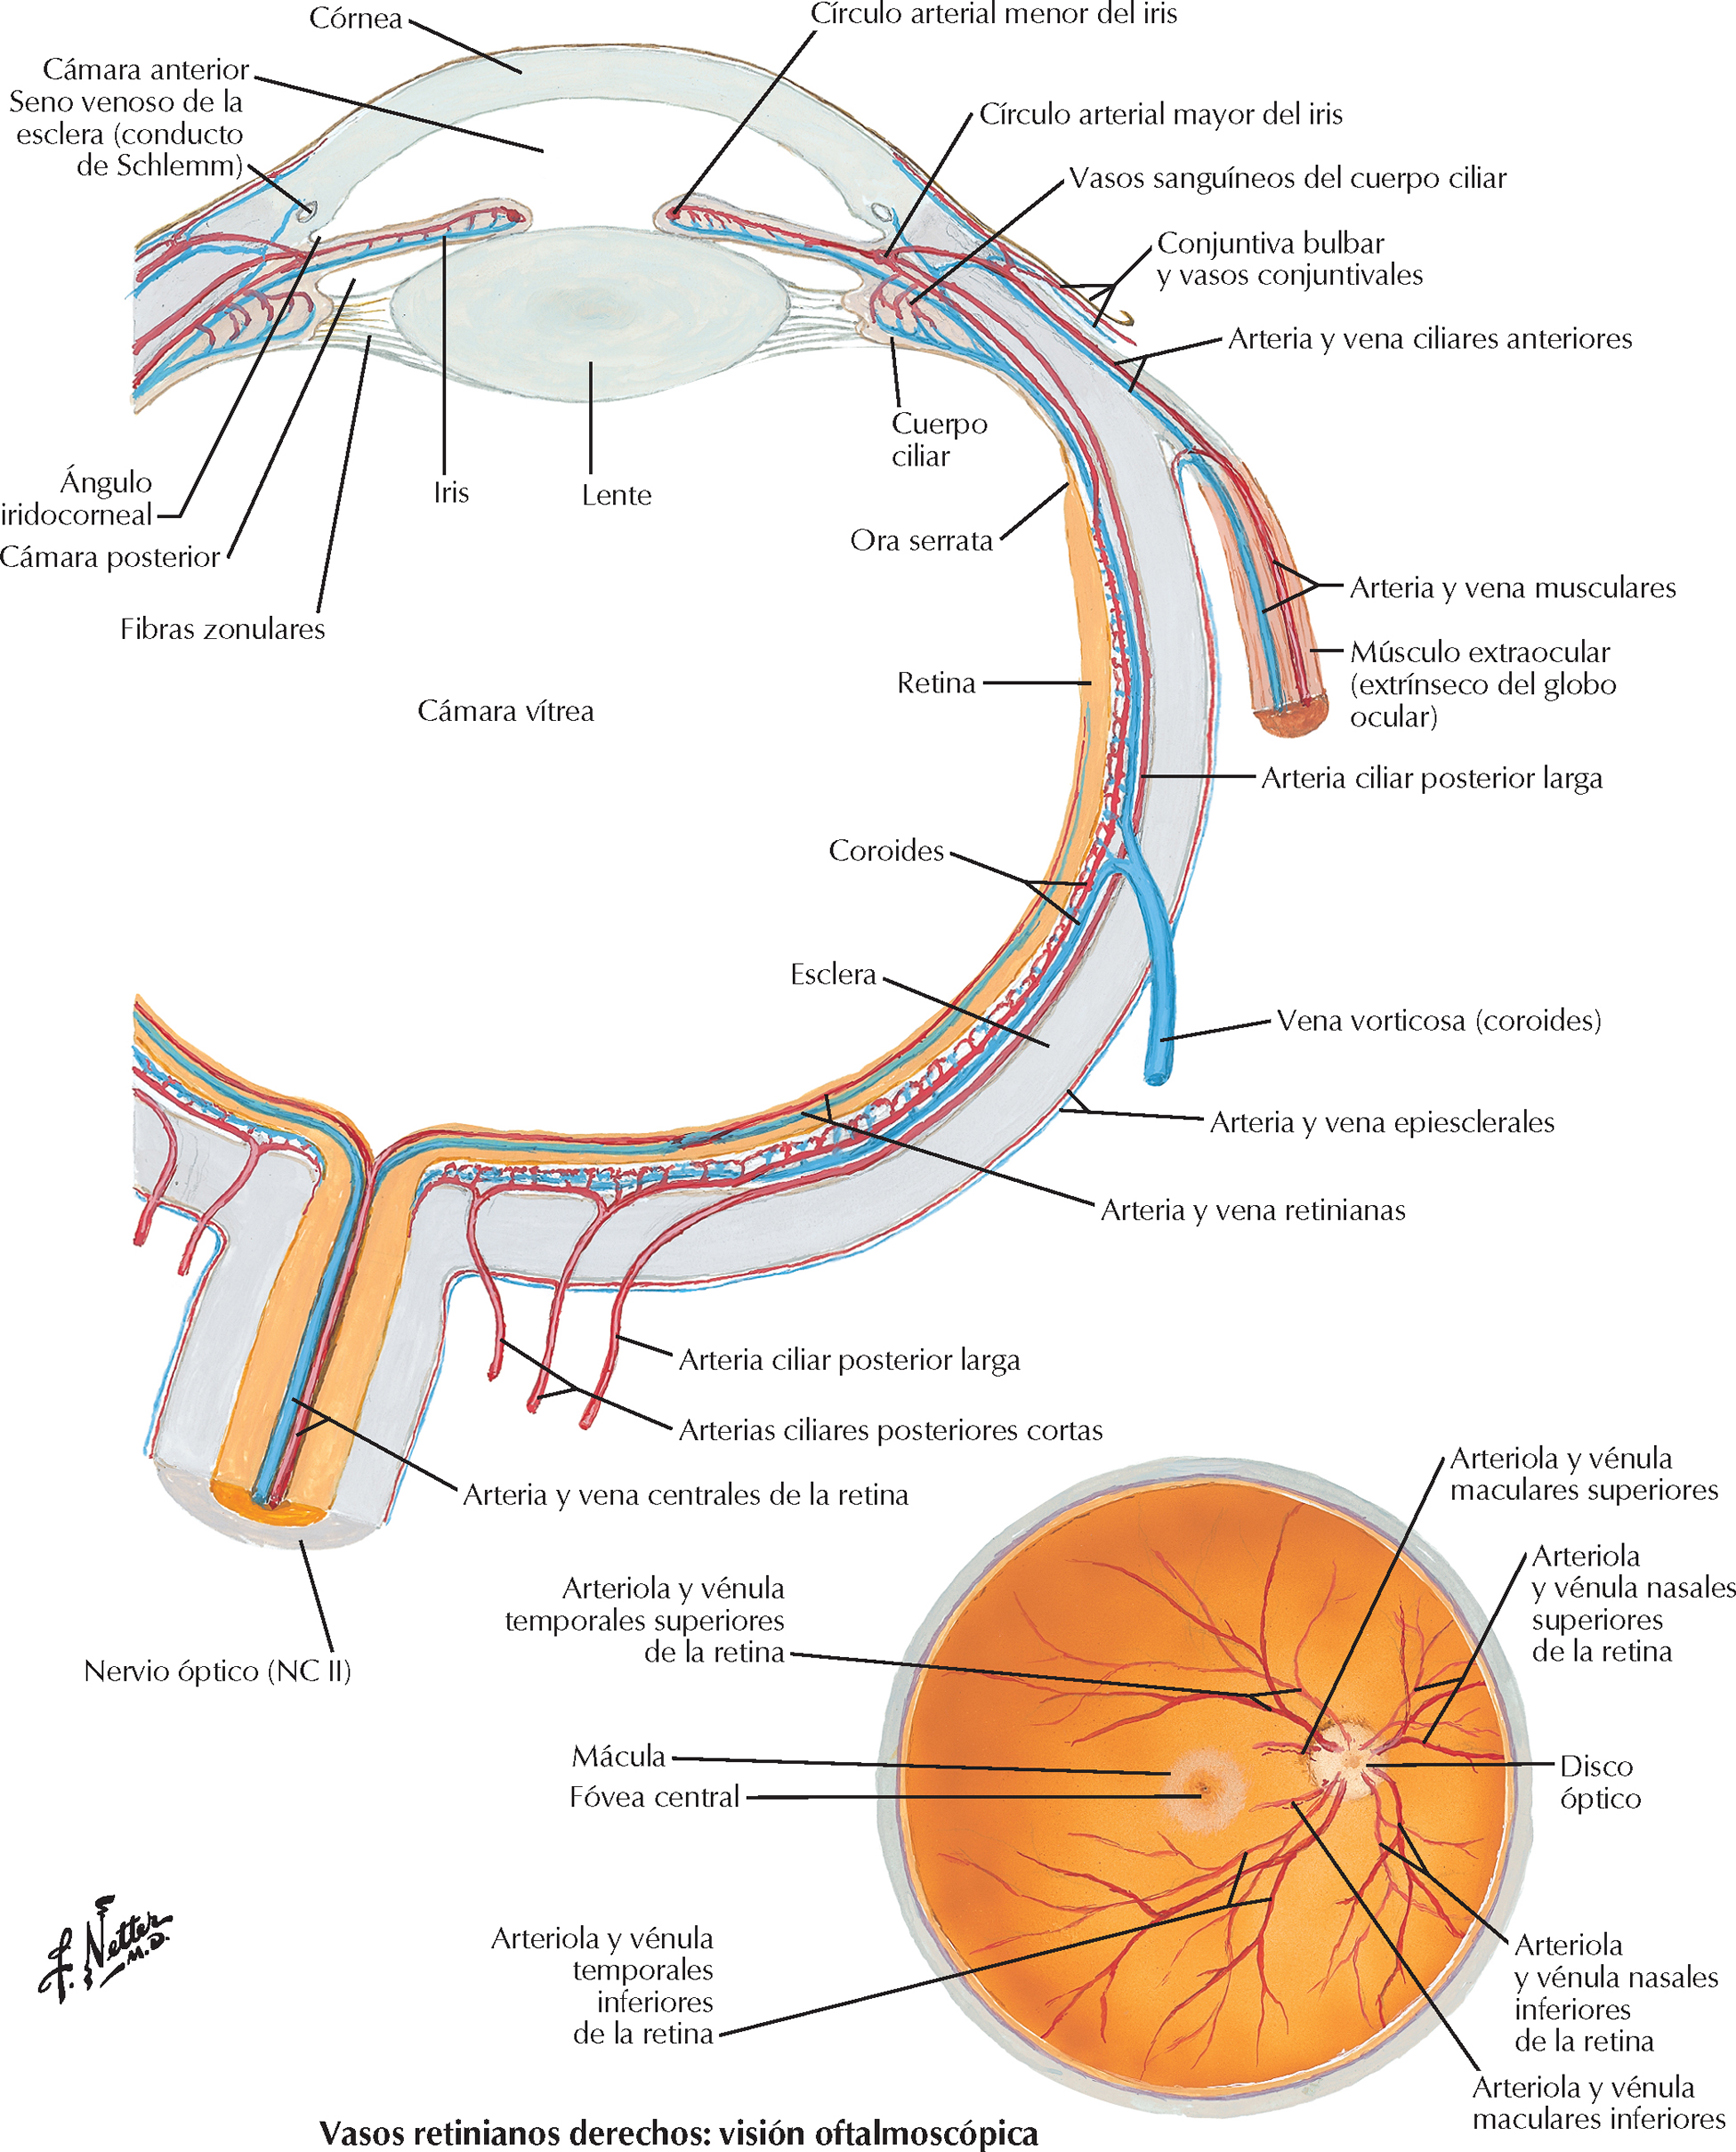 Córnea
Círculo arterial menor del iris
Cámara anterior
Seno venoso de la
esclera (conducto
de Schlemm)
Círculo arterial mayor del iris
Vasos sanguíneos del cuerpo ciliar
Conjuntiva bulbar
y vasos conjuntivales
Arteria y vena ciliares anteriores
Cuerpo
ciliar
Ángulo
iridocorneal
Iris
Lente
Cámara posterior
Ora serrata
Fibras zonulares
Arteria y vena musculares
Músculo extraocular
(extrínseco del globo
ocular)
Retina
Cámara vítrea
Arteria ciliar posterior larga
Coroides
Esclera
Vena vorticosa (coroides)
Arteria y vena epiesclerales
Arteria y vena retinianas
Arteria ciliar posterior larga
Arterias ciliares posteriores cortas
Arteria y vena centrales de la retina
Nervio óptico (NC II)
Arteriola y vénula
maculares superiores
Arteriola
y vénula nasales
superiores
de la retina
Arteriola y vénula
temporales superiores
de la retina
Mácula
Fóvea central
Disco
óptico
Arteriola y vénula
temporales
inferiores
de la retina
Arteriola
y vénula nasales
inferiores
de la retina
Arteriola y vénula
maculares inferiores
F. Netter
M.D.
Vasos retinianos derechos: visión oftalmoscópica